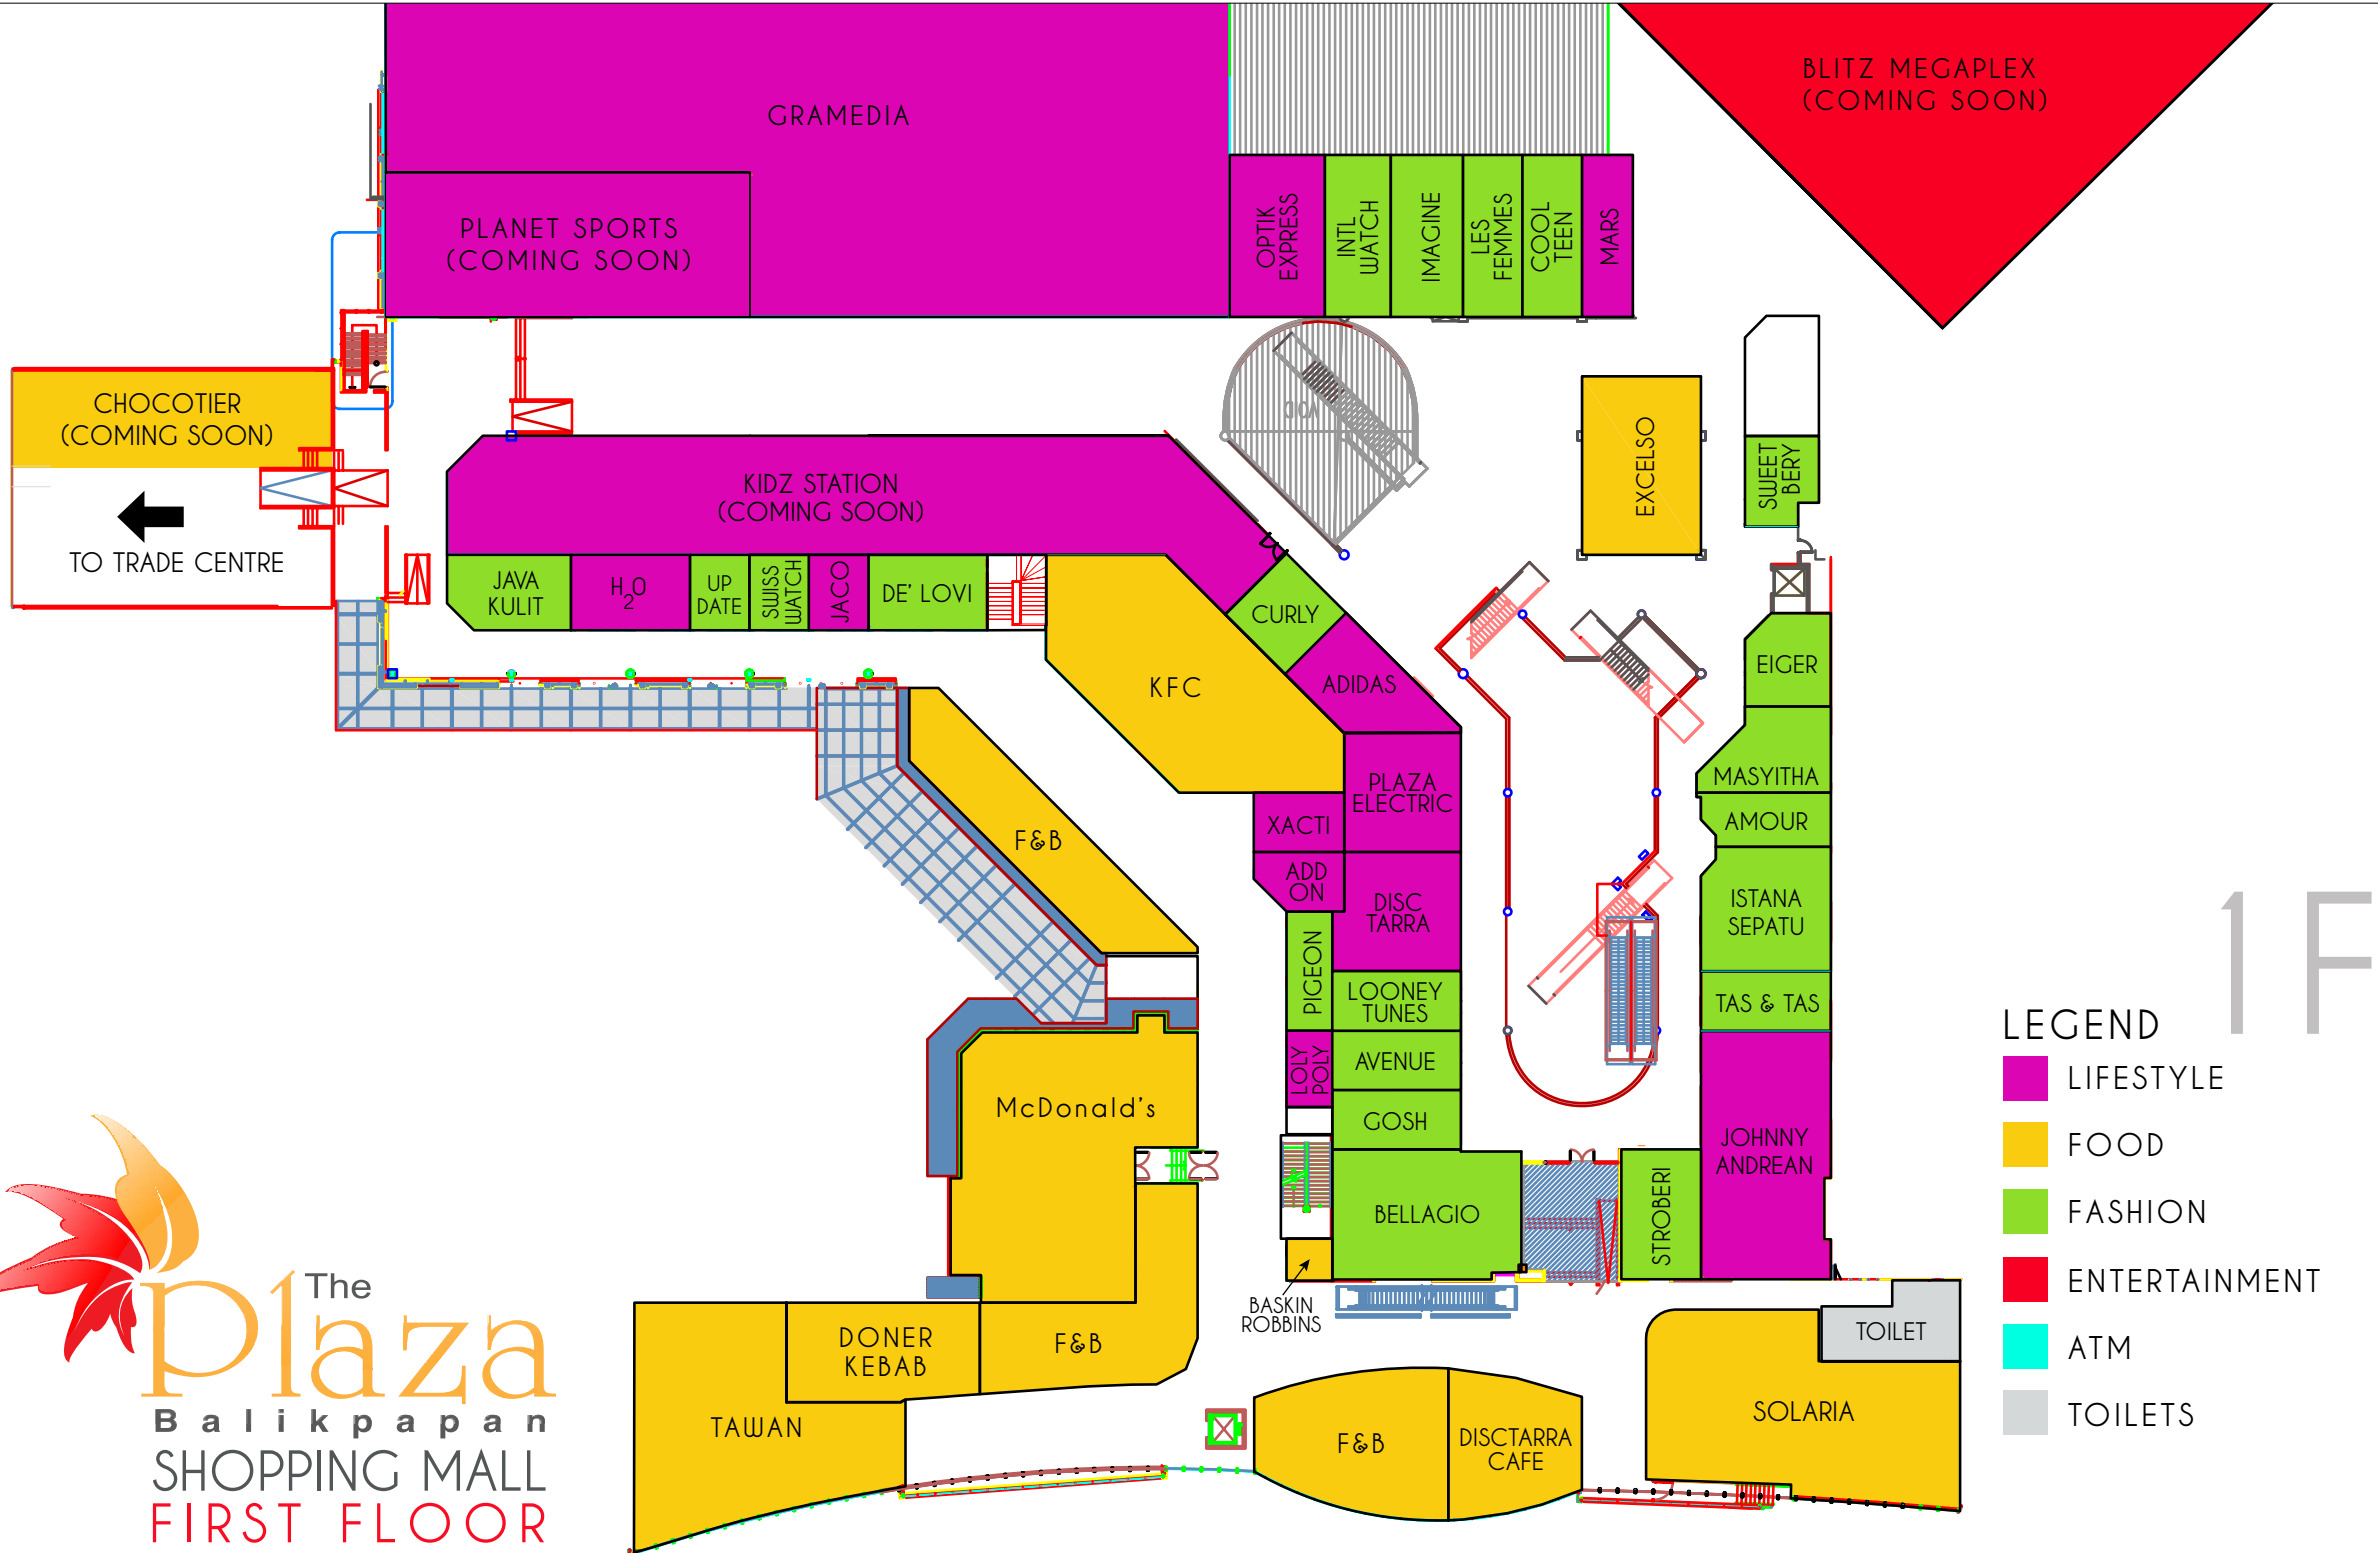 BLITZ MEGAPLEX
(COMING SOON)
GRAMEDIA
PLANET SPORTS
(COMING SOON)
OPTIK
EXPRESS
INTL
WATCH
IMAGINE
LES
FEMMES
COOL
TEEN
MARS
CHOCOTIER
(COMING SOON)
TO TRADE CENTRE
VOID
EXCELSO
SWEET
BERY
KIDZ STATION
(COMING SOON)
JAVA
KULIT
H2O
UP
DATE
SWISS
WATCH
JACO
DE' LOVI
CURLY
ADIDAS
KFC
EIGER
PLAZA
ELECTRIC
MASYITHA
XACTI
AMOUR
F&B
ADD
ON
DISC
TARRA
ISTANA
SEPATU
PIGEON
LOONEY
TUNES
TAS & TAS
LOLY
POLY
AVENUE
GOSH
McDonald's
JOHNNY
ANDREAN
BELLAGIO
STROBERI
BASKIN
ROBBINS
DONER
KEBAB
F&B
TAWAN
F&B
DISCTARRA
CAFE
SOLARIA
TOILET
1F
LEGEND
LIFESTYLE
FOOD
FASHION
ENTERTAINMENT
ATM
TOILETS
The
Plaza
Balikpapan
SHOPPING MALL
FIRST FLOOR